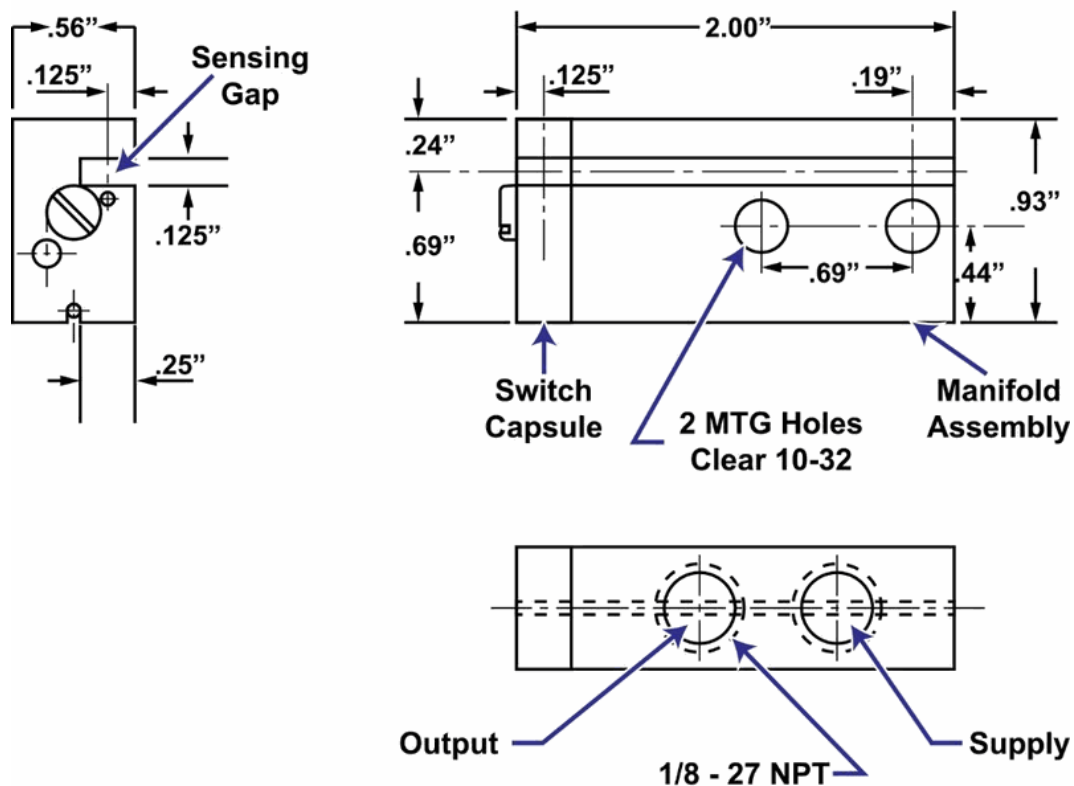 .56”
.125”
Sensing
Gap
.125”
.25”
2.00”
.125”
.19”
.24”
.69”
.93”
.69”
.44”
Switch
Capsule
2 MTG Holes
Clear 10-32
Manifold
Assembly
Output
1/8 - 27 NPT
Supply